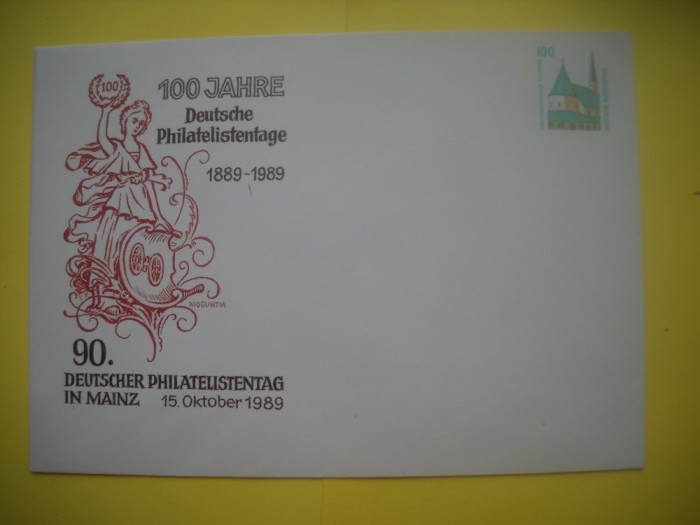 100
100 JAHRE
Deutsche
Philatelistentage
1889-1989
MOGUNTIA
90.
DEUTSCHER PHILATELISTENTAG
IN MAINZ 15. Oktober 1989
100